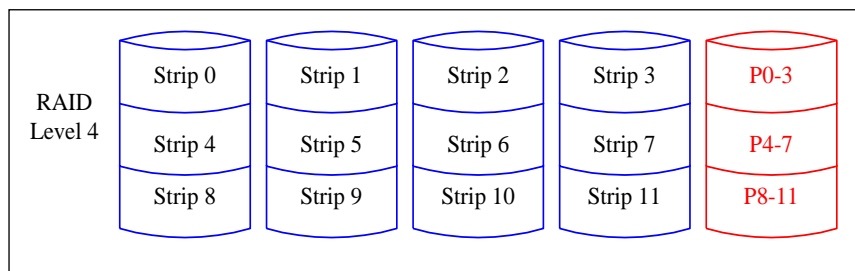 RAID
Level 4
Strip 0 Strip 1 Strip 2 Strip 3 P0-3
Strip 4 Strip 5 Strip 6 Strip 7 P4-7
Strip 8 Strip 9 Strip 10 Strip 11 P8-11